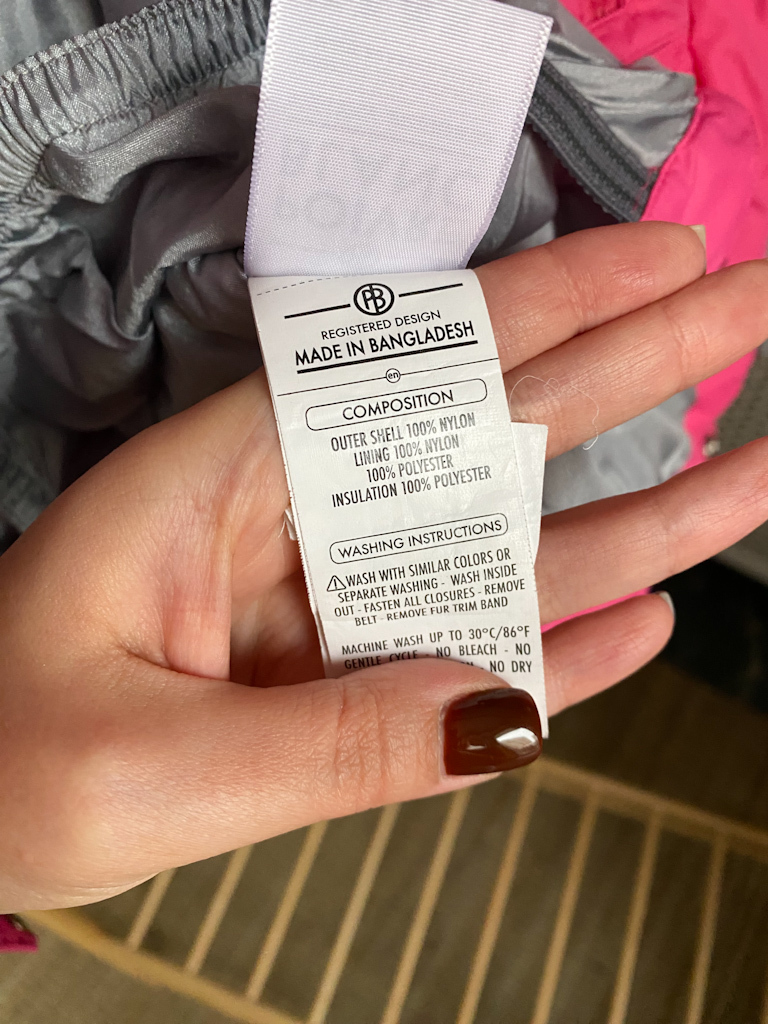 PB
REGISTERED DESIGN
MADE IN BANGLADESH
en
COMPOSITION
OUTER SHELL 100% NYLON
LINING 100% NYLON
100% POLYESTER
INSULATION 100% POLYESTER
WASHING INSTRUCTIONS
WASH WITH SIMILAR COLORS OR
SEPARATE WASHING - WASH INSIDE
OUT - FASTEN ALL CLOSURES - REMOVE
BELT - REMOVE FUR TRIM BAND
MACHINE WASH UP TO 30°C/86°F
GENTLE CYCLE - NO BLEACH - NO
- NO DRY